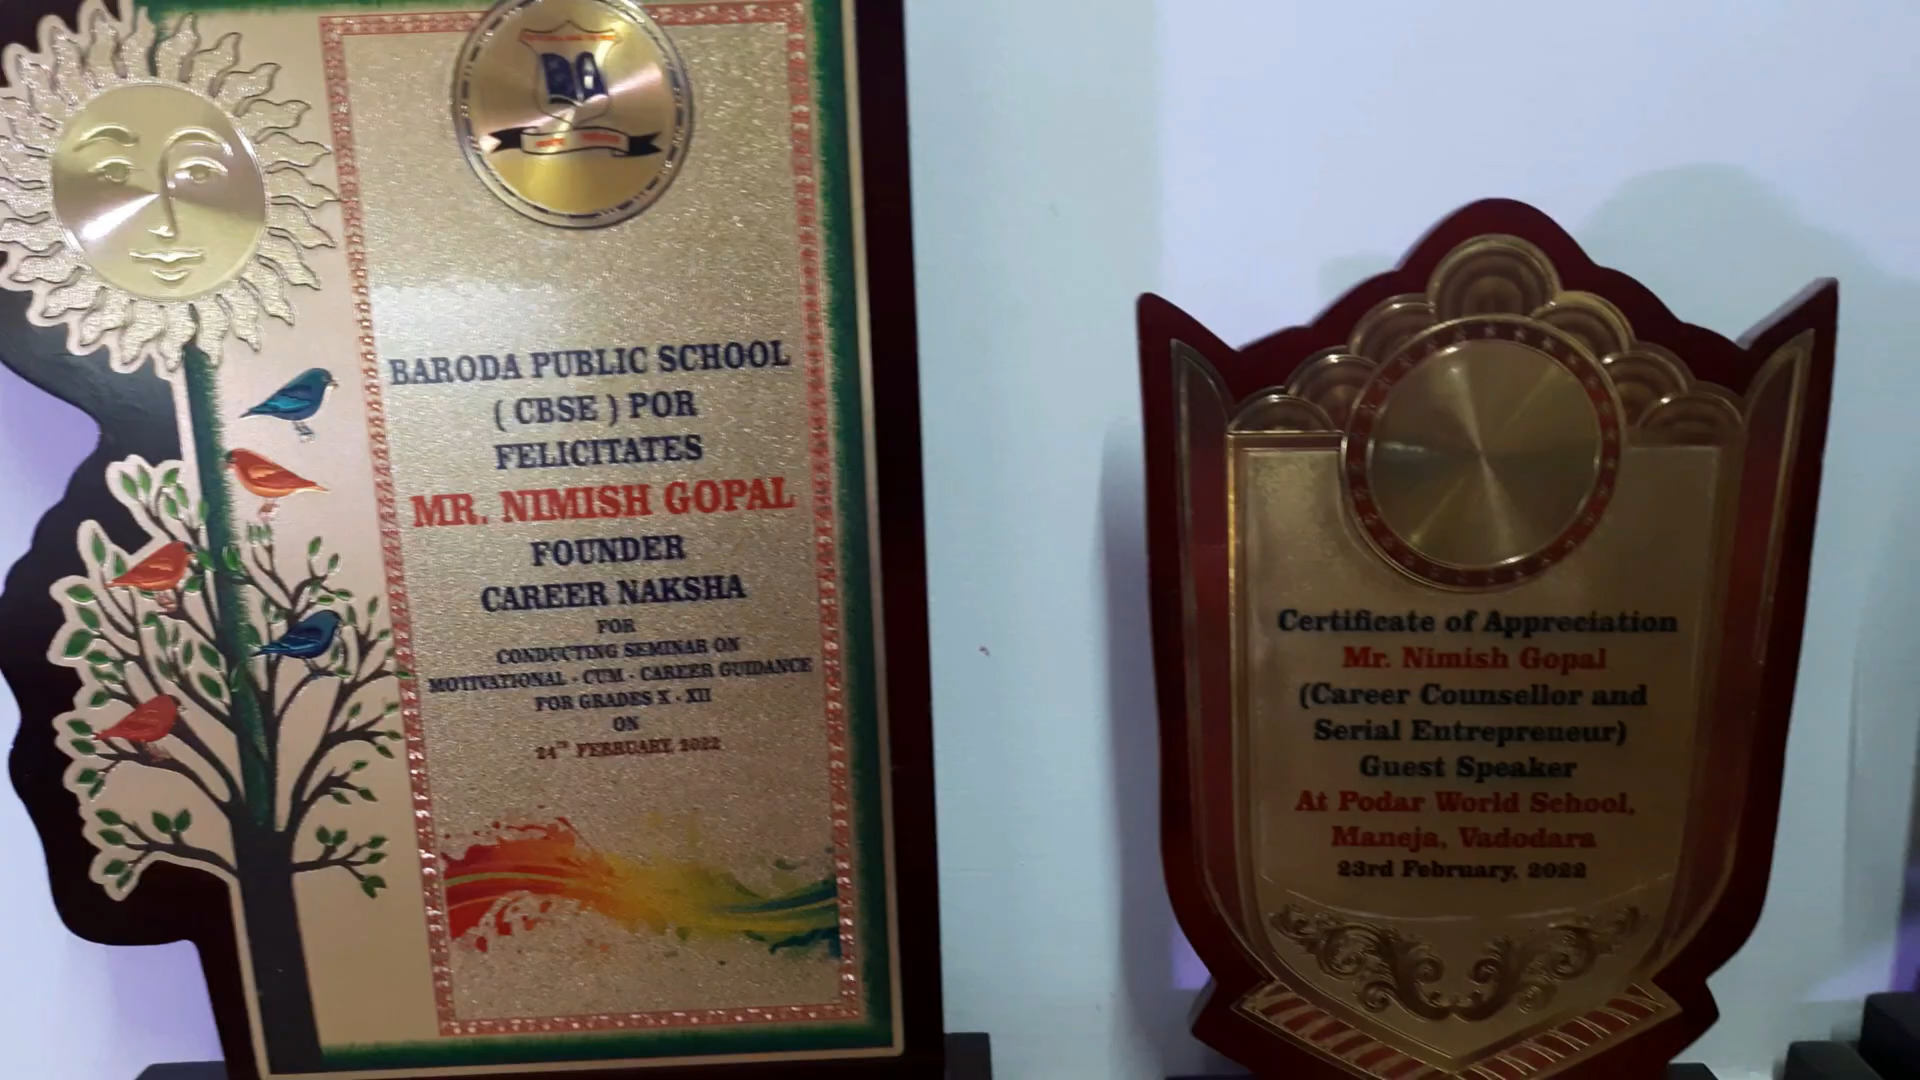 BARODA PUBLIC SCHOOL
( CBSE ) POR
FELICITATES
MR. NIMISH GOPAL
FOUNDER
CAREER NAKSHA
FOR
CONDUCTING SEMINAR ON
MOTIVATIONAL - CUM - CAREER GUIDANCE
FOR GRADES X - XII
ON
24TH FEBRUARY, 2022
Certificate of Appreciation
Mr. Nimish Gopal
(Career Counsellor and
Serial Entrepreneur)
Guest Speaker
At Podar World School,
Maneja, Vadodara
23rd February, 2022